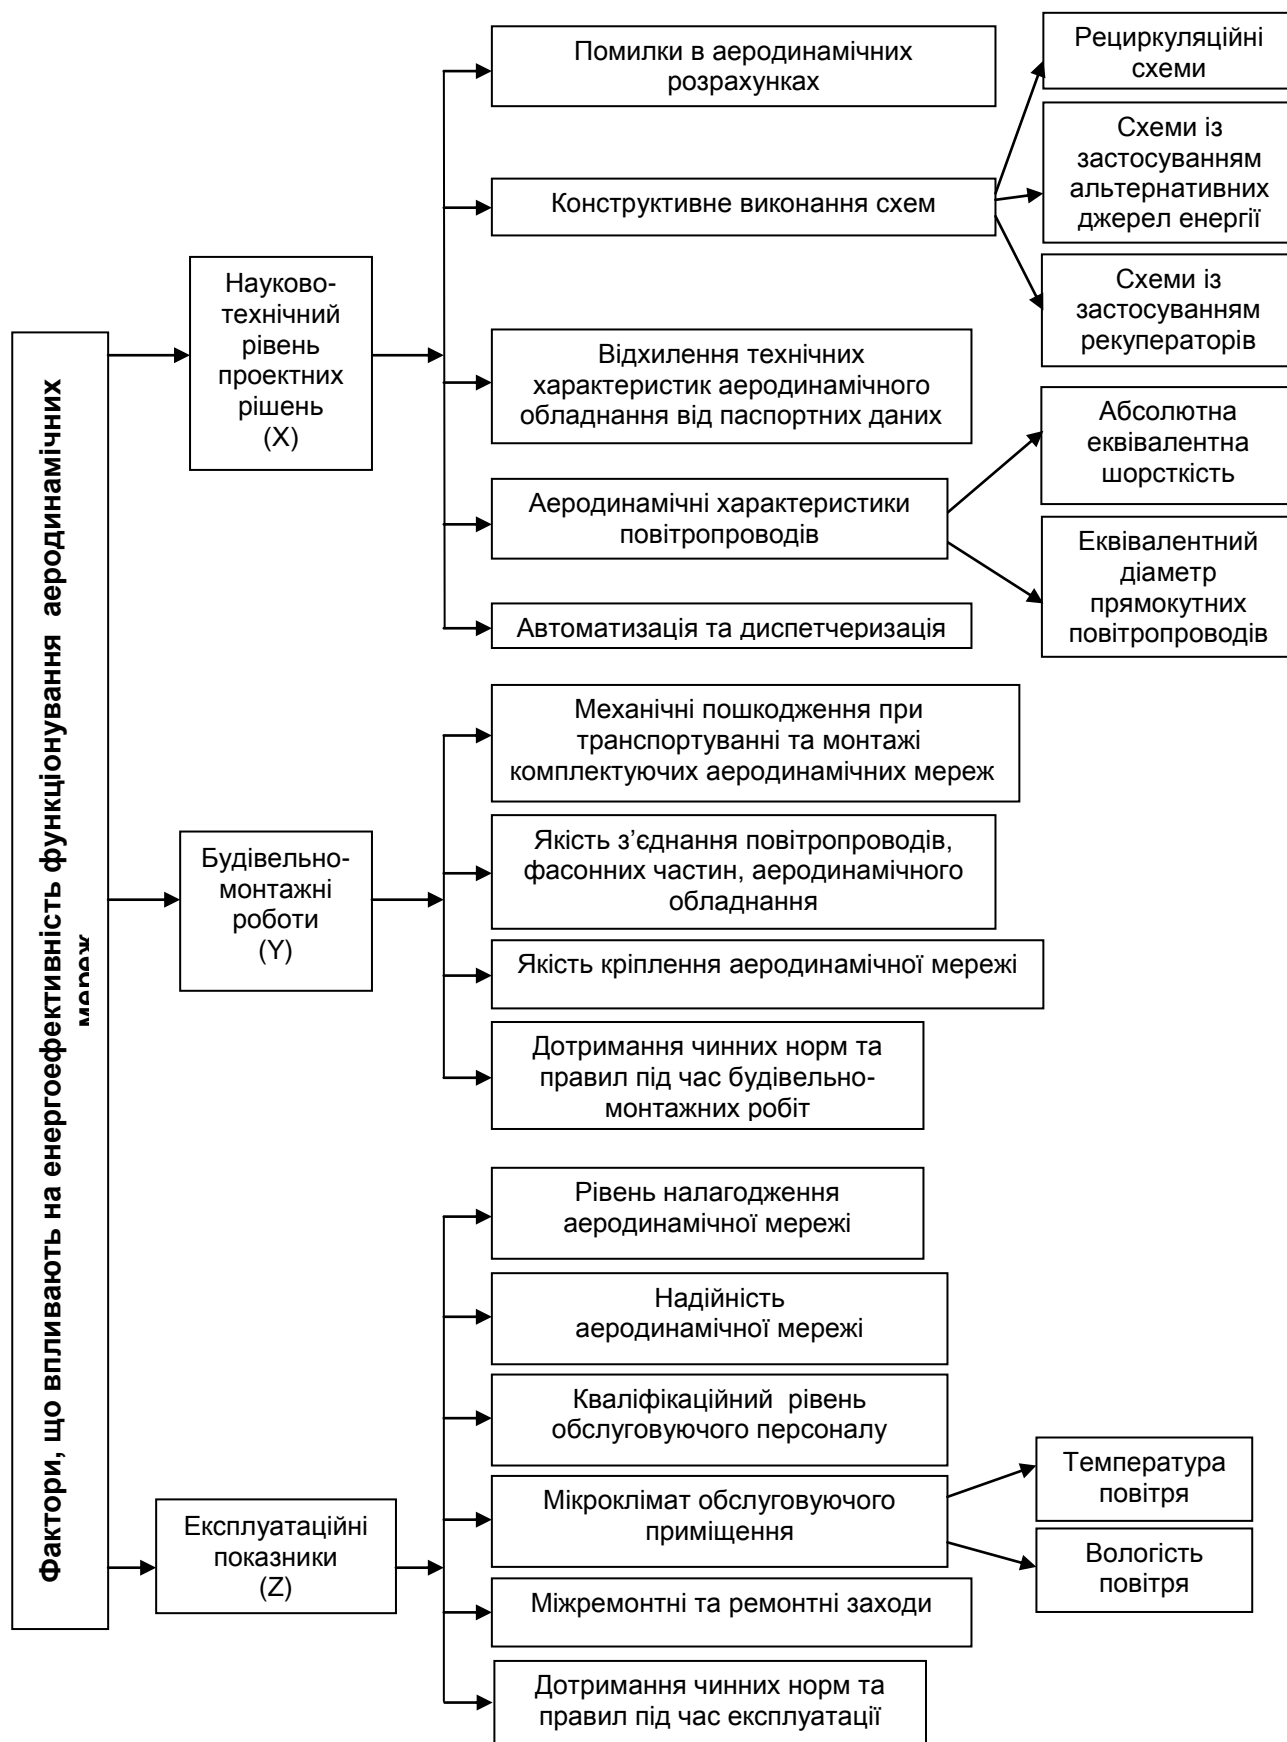 Фактори, що впливають на енергоефективність функціонування аеродинамічних
мереж
Науково-
технічний
рівень
проектних
рішень
(X)
Помилки в аеродинамічних
розрахунках
Конструктивне виконання схем
Рециркуляційні
схеми
Схеми із
застосуванням
альтернативних
джерел енергії
Схеми із
застосуванням
рекуператорів
Відхилення технічних
характеристик аеродинамічного
обладнання від паспортних даних
Аеродинамічні характеристики
повітропроводів
Абсолютна
еквівалентна
шорсткість
Еквівалентний
діаметр
прямокутних
повітропроводів
Автоматизація та диспетчеризація
Будівельно-
монтажні
роботи
(Y)
Механічні пошкодження при
транспортуванні та монтажі
комплектуючих аеродинамічних мереж
Якість з’єднання повітропроводів,
фасонних частин, аеродинамічного
обладнання
Якість кріплення аеродинамічної мережі
Дотримання чинних норм та
правил під час будівельно-
монтажних робіт
Експлуатаційні
показники
(Z)
Рівень налагодження
аеродинамічної мережі
Надійність
аеродинамічної мережі
Кваліфікаційний рівень
обслуговуючого персоналу
Мікроклімат обслуговуючого
приміщення
Температура
повітря
Вологість
повітря
Міжремонтні та ремонтні заходи
Дотримання чинних норм та
правил під час експлуатації